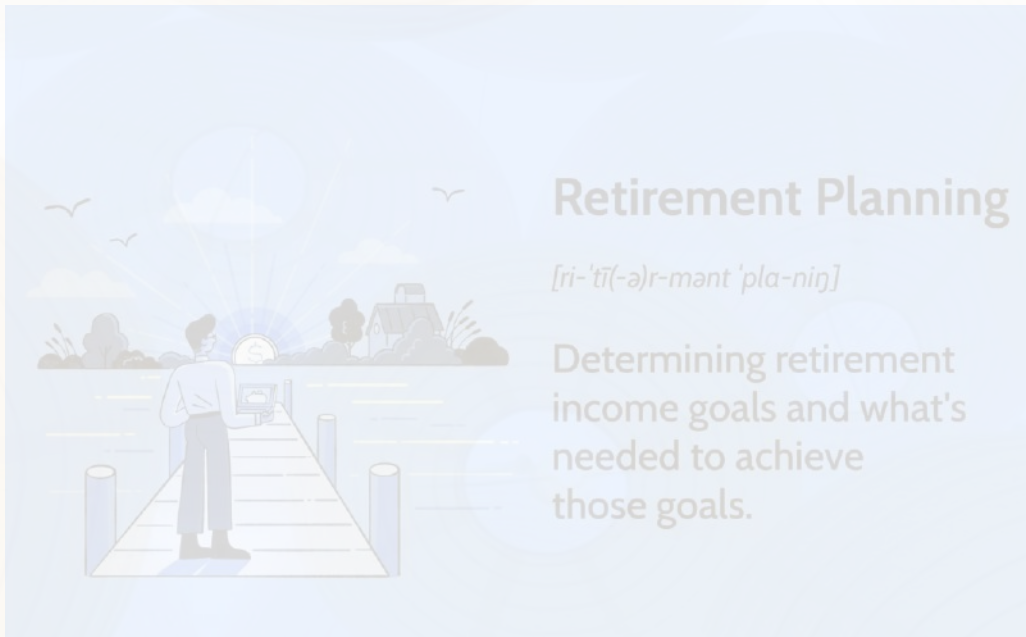 Retirement Planning
[ri-ˈtī(-ə)r-mənt ˈpla-niŋ]
Determining retirement
income goals and what's
needed to achieve
those goals.
$